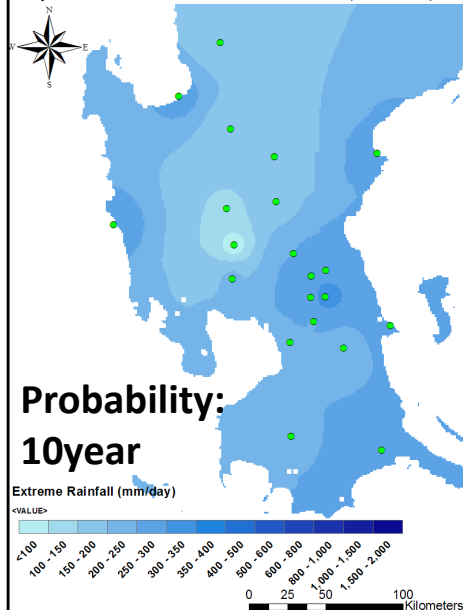 N
W E
S
Probability:
10year
Extreme Rainfall (mm/day)
<VALUE>
<100
100 - 150
150 - 200
200 - 250
250 - 300
300 - 350
350 - 400
400 - 500
500 - 600
600 - 800
800 - 1,000
1,000 - 1,500
1,500 - 2,000
0 25 50 100
Kilometers